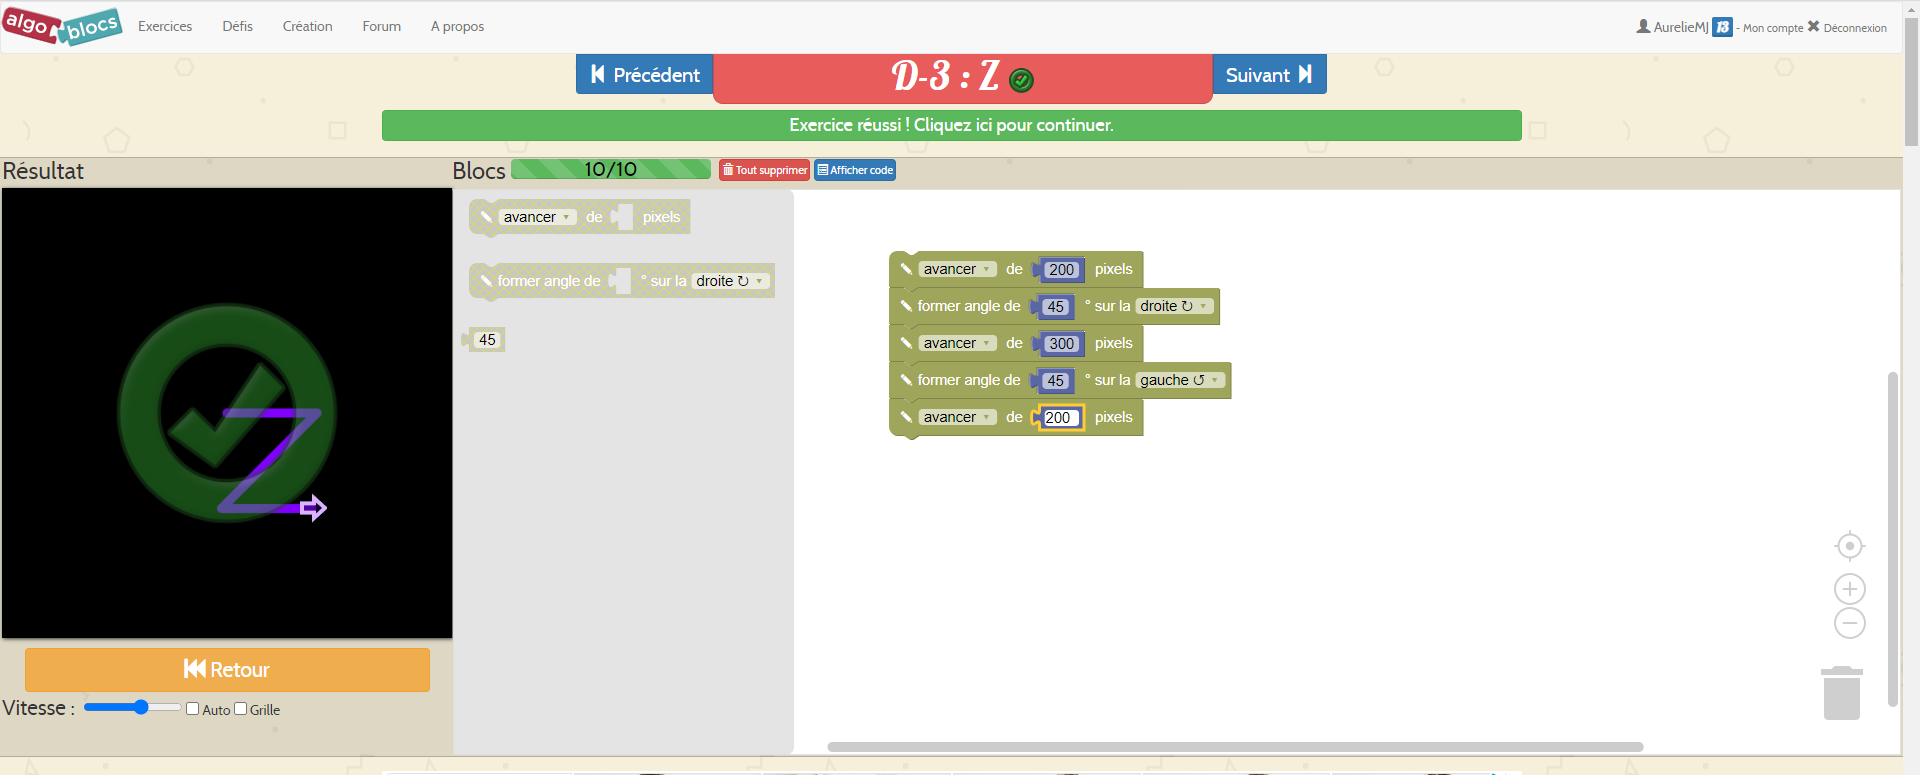 algo blocs
Exercices Défis Création Forum A propos
AurelieMJ 13 - Mon compte Déconnexion
Précédent
D-3 : Z
Suivant
Exercice réussi ! Cliquez ici pour continuer.
Résultat
Blocs 10/10 Tout supprimer Afficher code
avancer de pixels
former angle de ° sur la droite ↻
45
avancer de 200 pixels
former angle de 45 ° sur la droite ↻
avancer de 300 pixels
former angle de 45 ° sur la gauche ↺
avancer de 200 pixels
Retour
Vitesse : Auto Grille